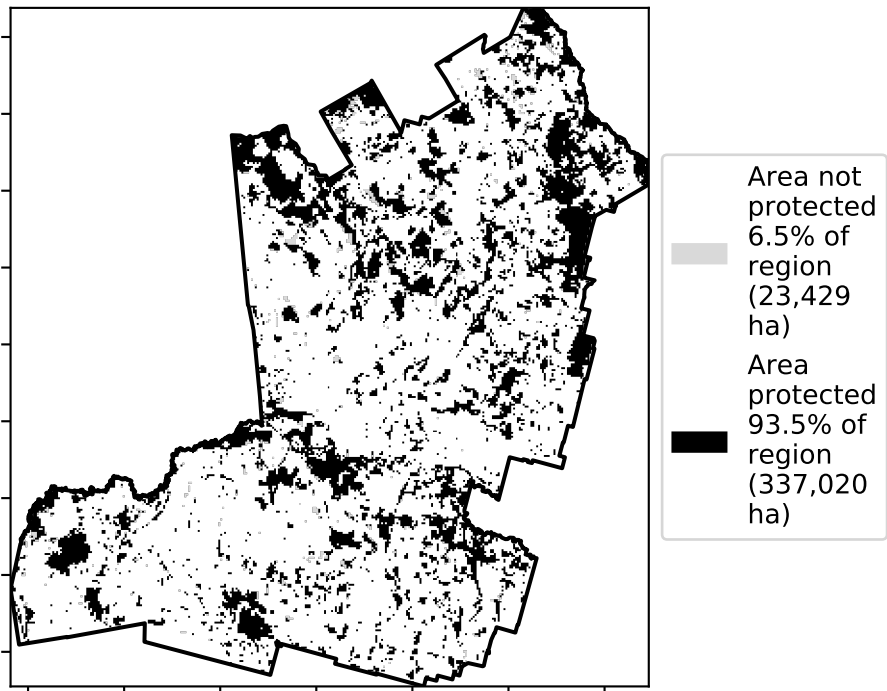 Area not
protected
6.5% of
region
(23,429
ha)
Area
protected
93.5% of
region
(337,020
ha)